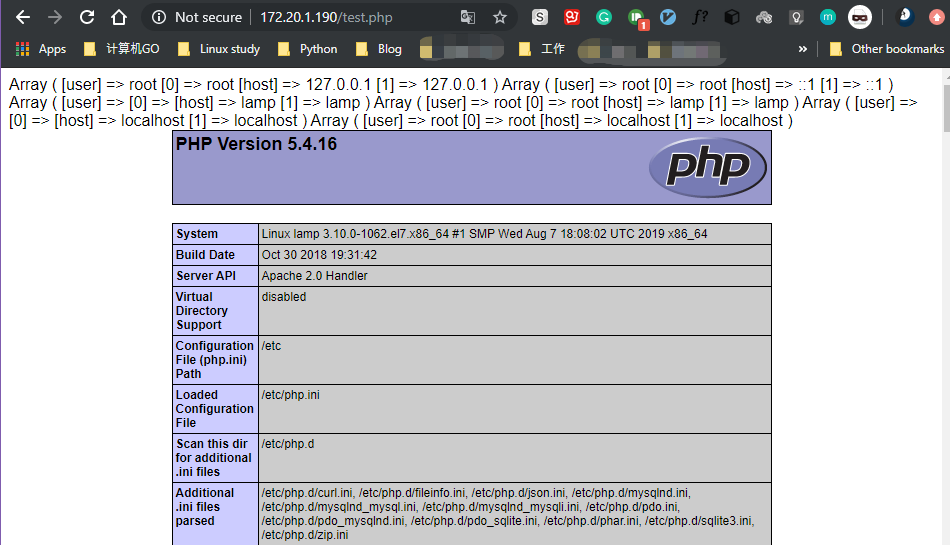 Not secure 172.20.1.190/test.php
S f? 1 m
Apps 计算机GO Linux study Python Blog 工作 » Other bookmarks
Array ( [user] => root [0] => root [host] => 127.0.0.1 [1] => 127.0.0.1 ) Array ( [user] => root [0] => root [host] => ::1 [1] => ::1 )
Array ( [user] => [0] => [host] => lamp [1] => lamp ) Array ( [user] => root [0] => root [host] => lamp [1] => lamp ) Array ( [user] =>
[0] => [host] => localhost [1] => localhost ) Array ( [user] => root [0] => root [host] => localhost [1] => localhost )
PHP Version 5.4.16
php
System Linux lamp 3.10.0-1062.el7.x86_64 #1 SMP Wed Aug 7 18:08:02 UTC 2019 x86_64
Build Date Oct 30 2018 19:31:42
Server API Apache 2.0 Handler
Virtual disabled
Directory
Support
Configuration /etc
File (php.ini)
Path
Loaded /etc/php.ini
Configuration
File
Scan this dir /etc/php.d
for additional
.ini files
Additional /etc/php.d/curl.ini, /etc/php.d/fileinfo.ini, /etc/php.d/json.ini, /etc/php.d/mysqlnd.ini,
.ini files /etc/php.d/mysqlnd_mysql.ini, /etc/php.d/mysqlnd_mysqli.ini, /etc/php.d/pdo.ini,
parsed /etc/php.d/pdo_mysqlnd.ini, /etc/php.d/pdo_sqlite.ini, /etc/php.d/phar.ini, /etc/php.d/sqlite3.ini,
/etc/php.d/zip.ini